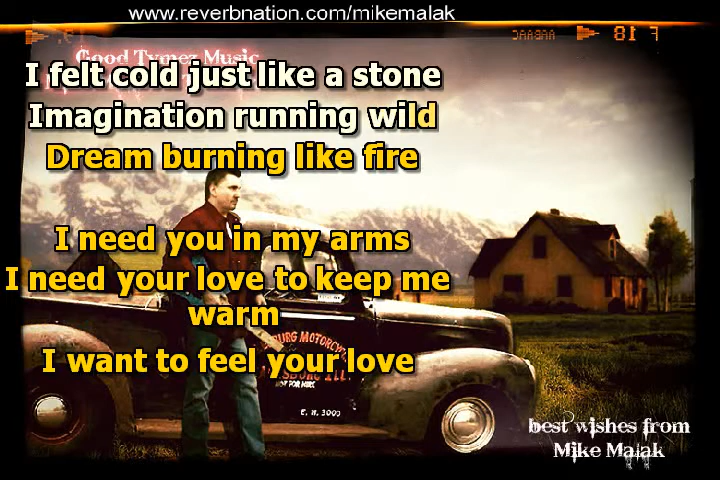 www.reverbnation.com/mikemalak
Good Tymez Music
I felt cold just like a stone
Imagination running wild
Dream burning like fire
I need you in my arms
I need your love to keep me
warm
I want to feel your love
best wishes from
Mike Malak